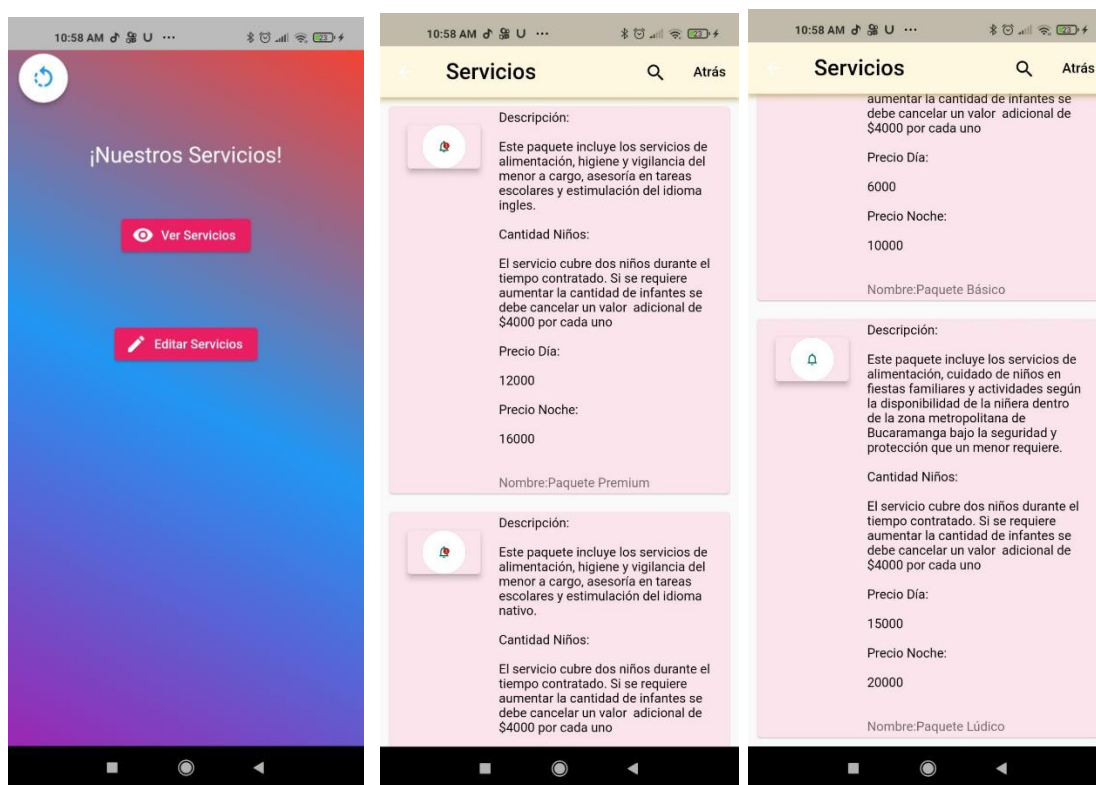 10:58 AM U ...
23
¡Nuestros Servicios!
Ver Servicios
Editar Servicios
10:58 AM U ...
23
Servicios
Atrás
Descripción:
Este paquete incluye los servicios de
alimentación, higiene y vigilancia del
menor a cargo, asesoría en tareas
escolares y estimulación del idioma
ingles.
Cantidad Niños:
El servicio cubre dos niños durante el
tiempo contratado. Si se requiere
aumentar la cantidad de infantes se
debe cancelar un valor  adicional de
$4000 por cada uno
Precio Día:
12000
Precio Noche:
16000
Nombre:Paquete Premium
Descripción:
Este paquete incluye los servicios de
alimentación, higiene y vigilancia del
menor a cargo, asesoría en tareas
escolares y estimulación del idioma
nativo.
Cantidad Niños:
El servicio cubre dos niños durante el
tiempo contratado. Si se requiere
aumentar la cantidad de infantes se
debe cancelar un valor  adicional de
$4000 por cada uno
10:58 AM U ...
23
Servicios
Atrás
aumentar la cantidad de infantes se
debe cancelar un valor  adicional de
$4000 por cada uno
Precio Día:
6000
Precio Noche:
10000
Nombre:Paquete Básico
Descripción:
Este paquete incluye los servicios de
alimentación, cuidado de niños en
fiestas familiares y actividades según
la disponibilidad de la niñera dentro
de la zona metropolitana de
Bucaramanga bajo la seguridad y
protección que un menor requiere.
Cantidad Niños:
El servicio cubre dos niños durante el
tiempo contratado. Si se requiere
aumentar la cantidad de infantes se
debe cancelar un valor  adicional de
$4000 por cada uno
Precio Día:
15000
Precio Noche:
20000
Nombre:Paquete Lúdico